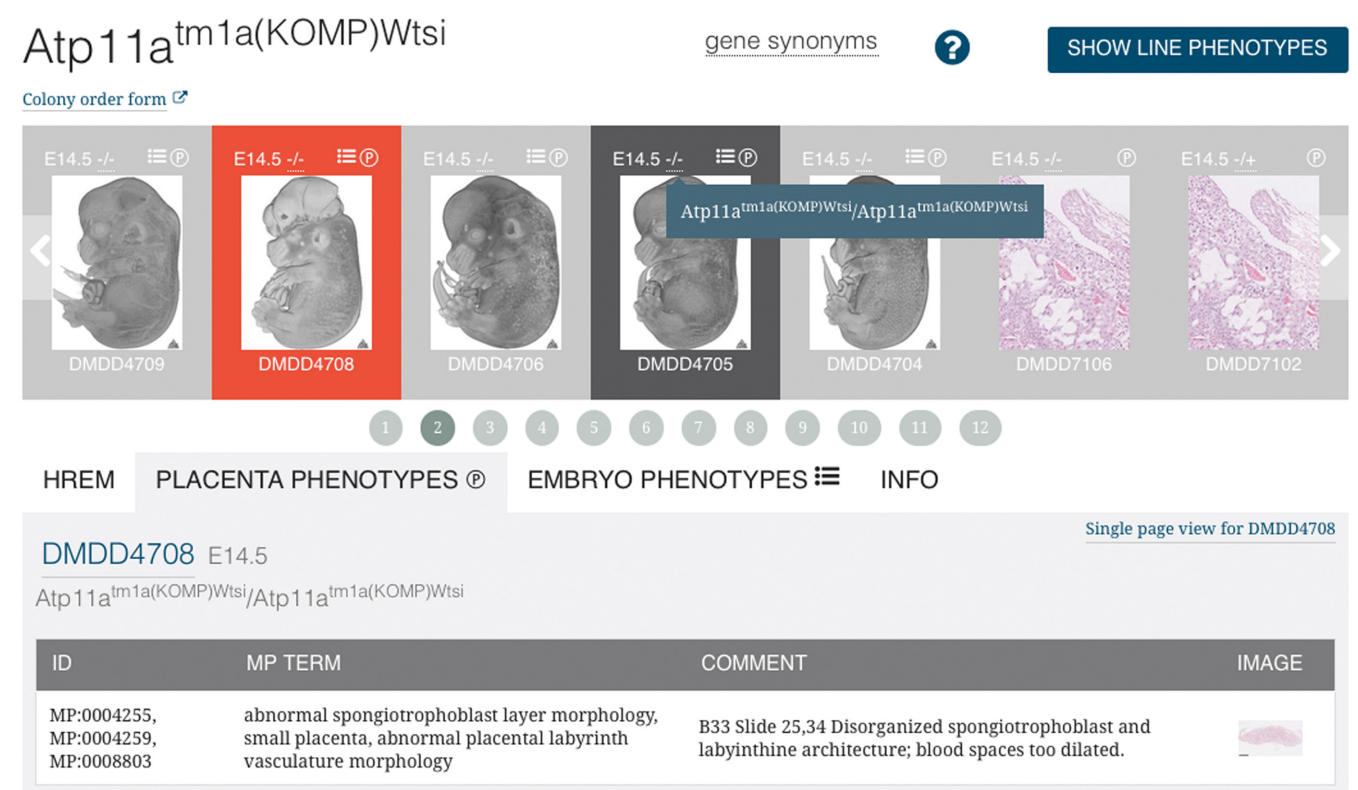 Atp11atm1a(KOMP)Wtsi
gene synonyms
?
SHOW LINE PHENOTYPES
Colony order form
E14.5 -/- P
E14.5 -/- P
E14.5 -/- P
E14.5 -/- P
E14.5 -/- P
E14.5 -/- P
E14.5 -/+ P
Atp11atm1a(KOMP)Wtsi/Atp11atm1a(KOMP)Wtsi
DMDD4709
DMDD4708
DMDD4706
DMDD4705
DMDD4704
DMDD7106
DMDD7102
1 2 3 4 5 6 7 8 9 10 11 12
HREM
PLACENTA PHENOTYPES P
EMBRYO PHENOTYPES
INFO
Single page view for DMDD4708
DMDD4708 E14.5
Atp11atm1a(KOMP)Wtsi/Atp11atm1a(KOMP)Wtsi
ID MP TERM COMMENT IMAGE
MP:0004255,
MP:0004259,
MP:0008803
abnormal spongiotrophoblast layer morphology,
small placenta, abnormal placental labyrinth
vasculature morphology
B33 Slide 25,34 Disorganized spongiotrophoblast and
labyinthine architecture; blood spaces too dilated.